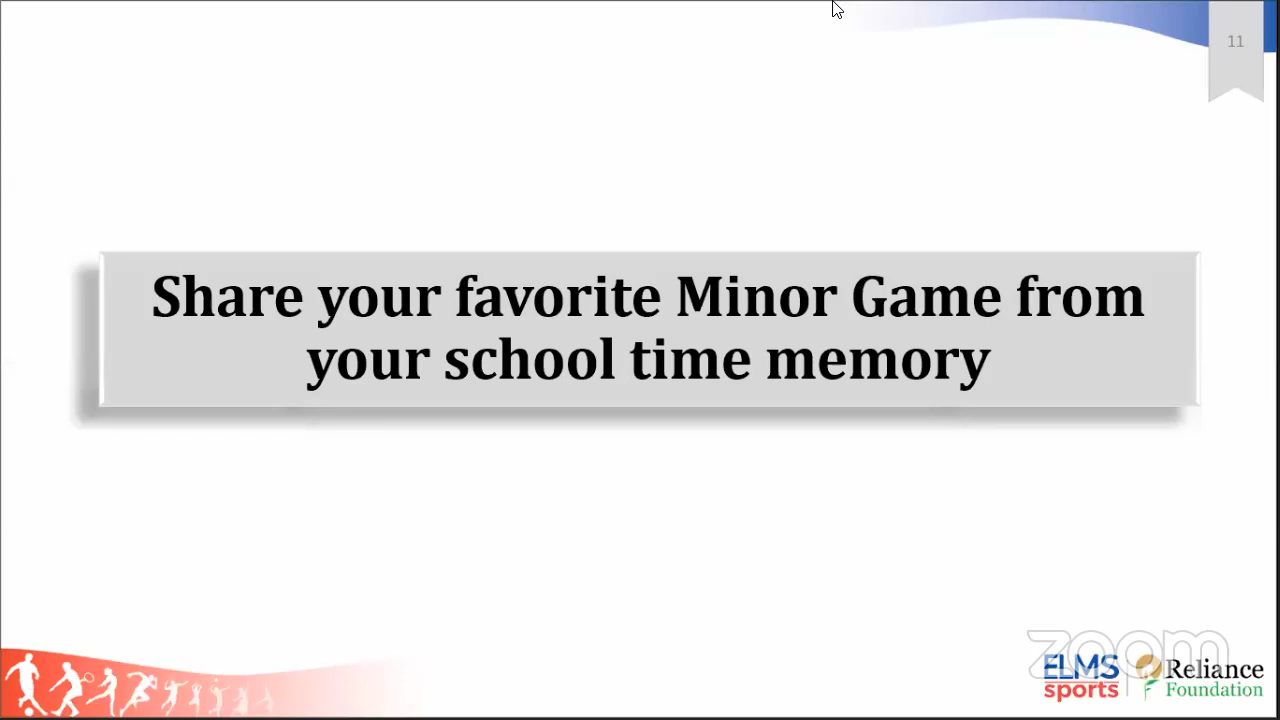 11
Share your favorite Minor Game from
your school time memory
zoom
ELMS
sports
Reliance
Foundation